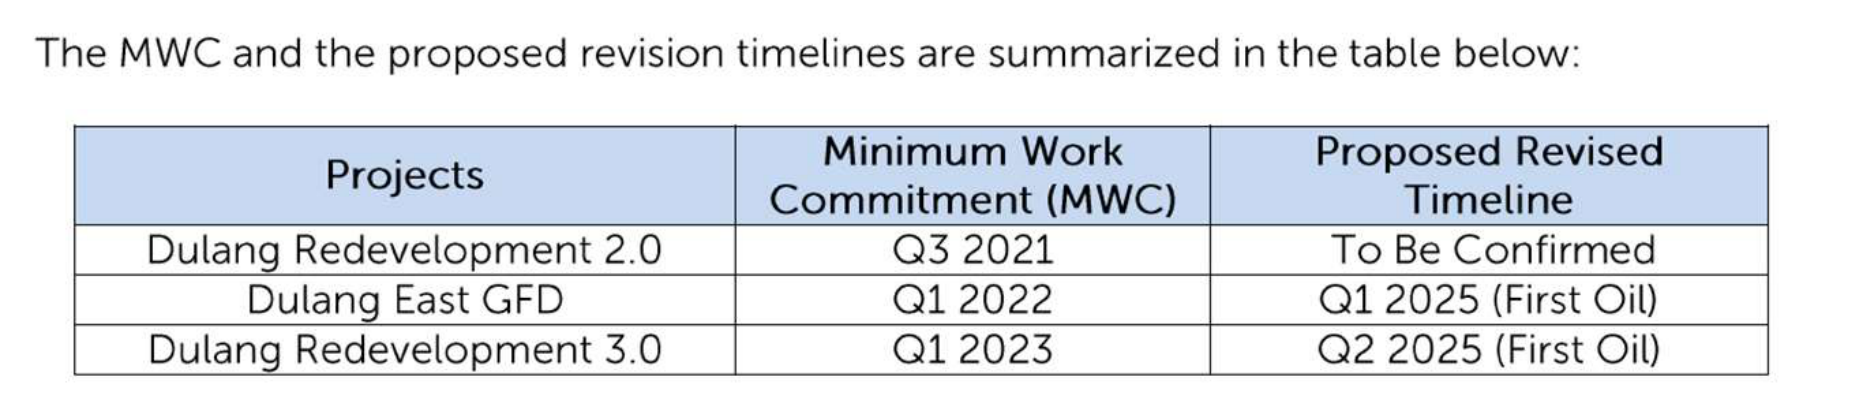 The MWC and the proposed revision timelines are summarized in the table below:
Projects
Minimum Work
Commitment (MWC)
Proposed Revised
Timeline
Dulang Redevelopment 2.0
Q3 2021
To Be Confirmed
Dulang East GFD
Q1 2022
Q1 2025 (First Oil)
Dulang Redevelopment 3.0
Q1 2023
Q2 2025 (First Oil)